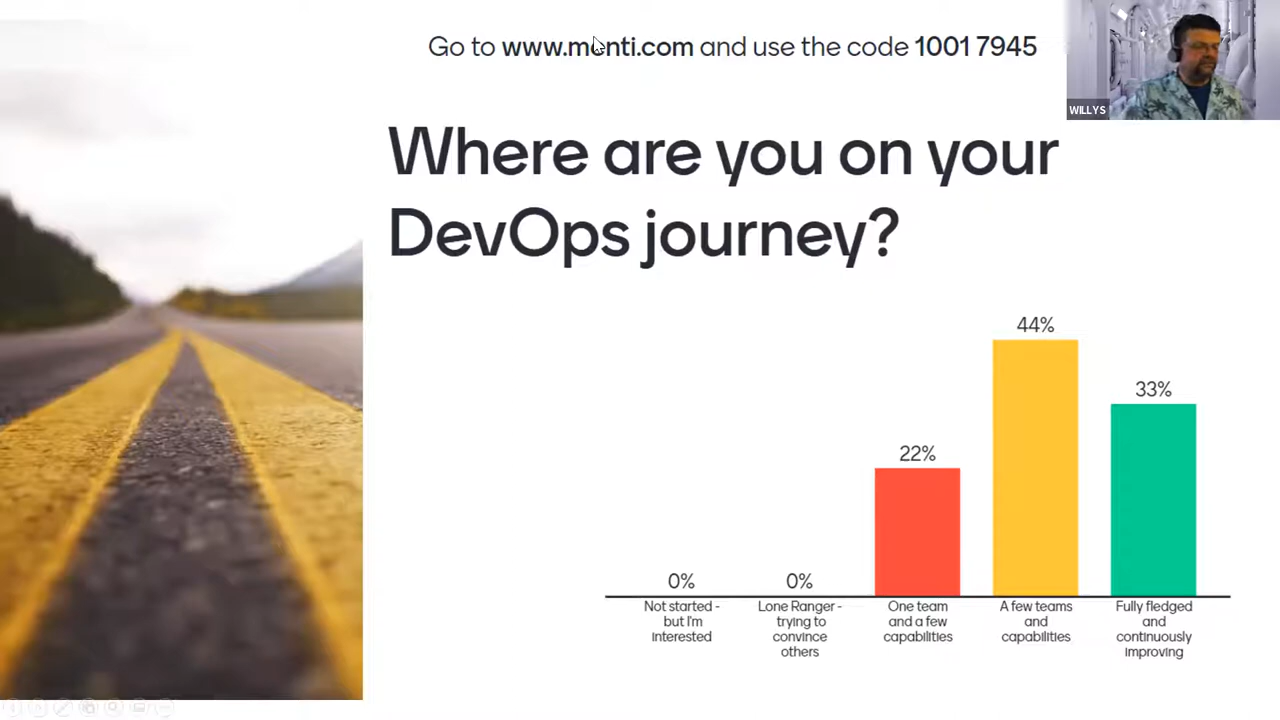 Go to www.menti.com and use the code 1001 7945
WILLYS
Where are you on your
DevOps journey?
44%
33%
22%
0%
0%
Not started -
but I'm
interested
Lone Ranger -
trying to
convince
others
One team
and a few
capabilities
A few teams
and
capabilities
Fully fledged
and
continuously
improving